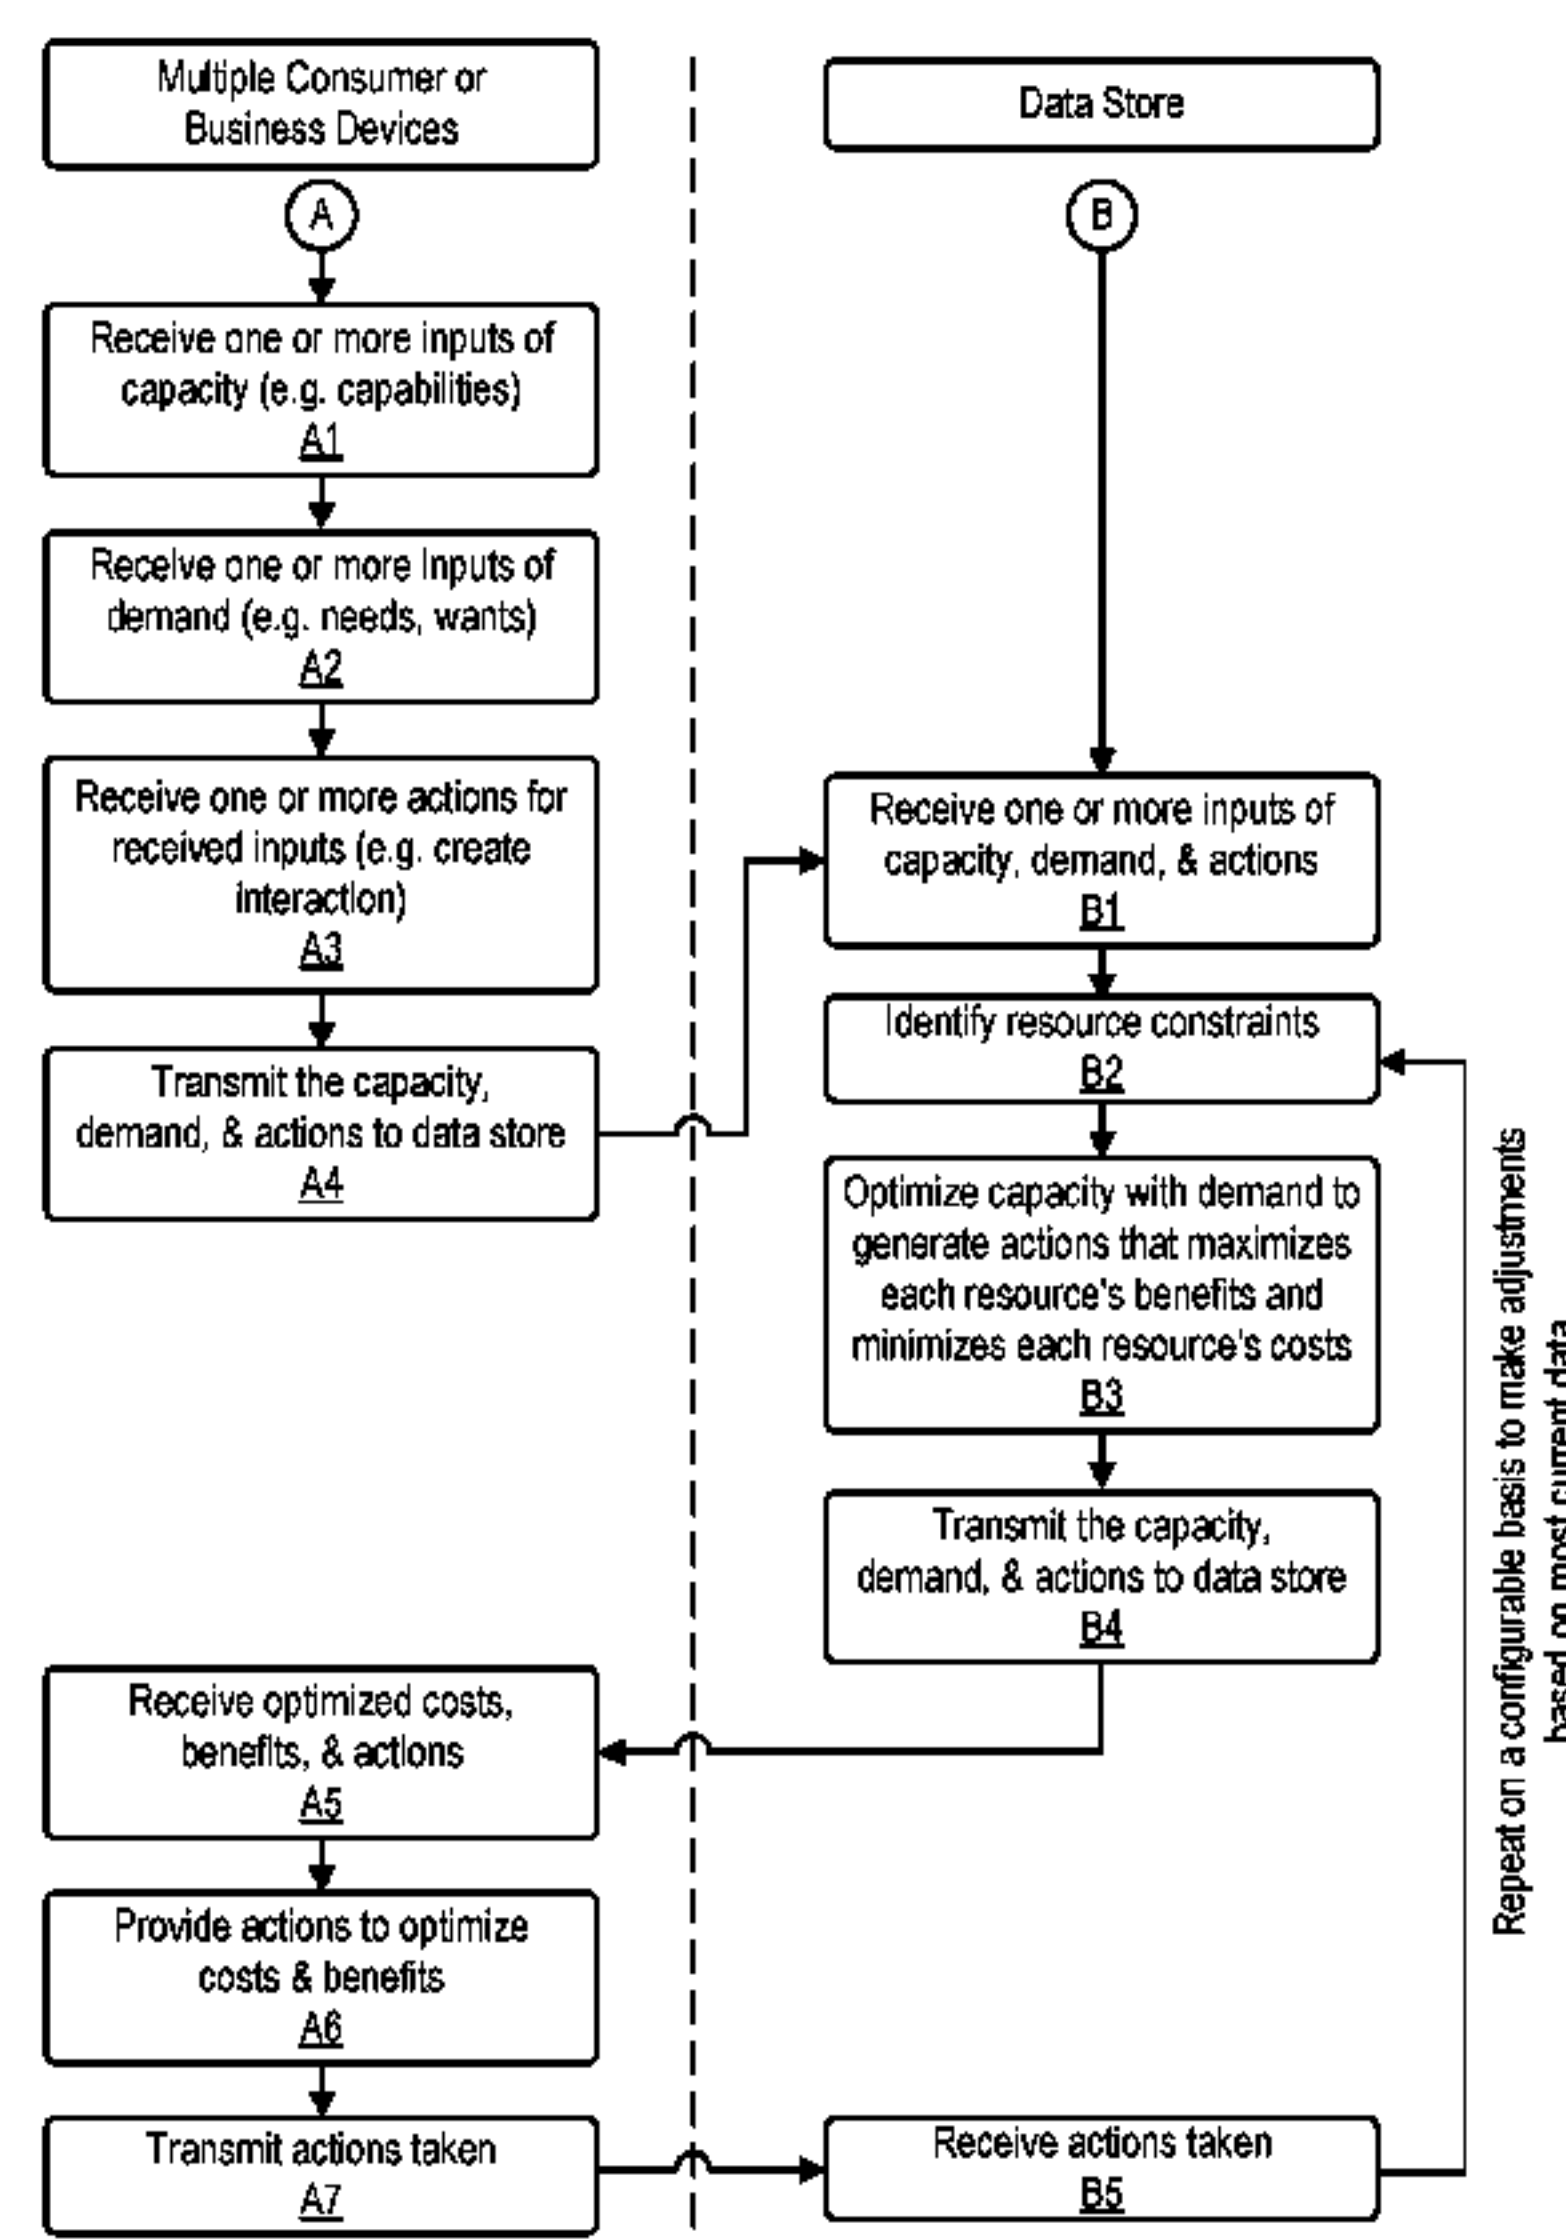 Multiple Consumer or
Business Devices
A
Receive one or more inputs of
capacity (e.g. capabilities)
A1
Receive one or more Inputs of
demand (e.g. needs, wants)
A2
Receive one or more actions for
received inputs (e.g. create
interaction)
A3
Transmit the capacity,
demand, & actions to data store
A4
Receive optimized costs,
benefits, & actions
A5
Provide actions to optimize
costs & benefits
A6
Transmit actions taken
A7
Data Store
B
Receive one or more inputs of
capacity, demand, & actions
B1
Identify resource constraints
B2
Optimize capacity with demand to
generate actions that maximizes
each resource's benefits and
minimizes each resource's costs
B3
Transmit the capacity,
demand, & actions to data store
B4
Receive actions taken
B5
Repeat on a configurable basis to make adjustments
based on most current data